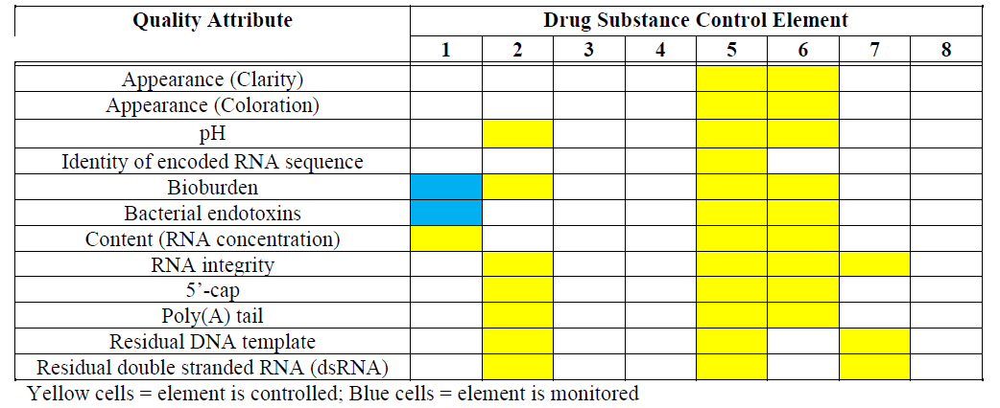 Quality Attribute Drug Substance Control Element
1 2 3 4 5 6 7 8
Appearance (Clarity)
Appearance (Coloration)
pH
Identity of encoded RNA sequence
Bioburden
Bacterial endotoxins
Content (RNA concentration)
RNA integrity
5’-cap
Poly(A) tail
Residual DNA template
Residual double stranded RNA (dsRNA)
Yellow cells = element is controlled; Blue cells = element is monitored